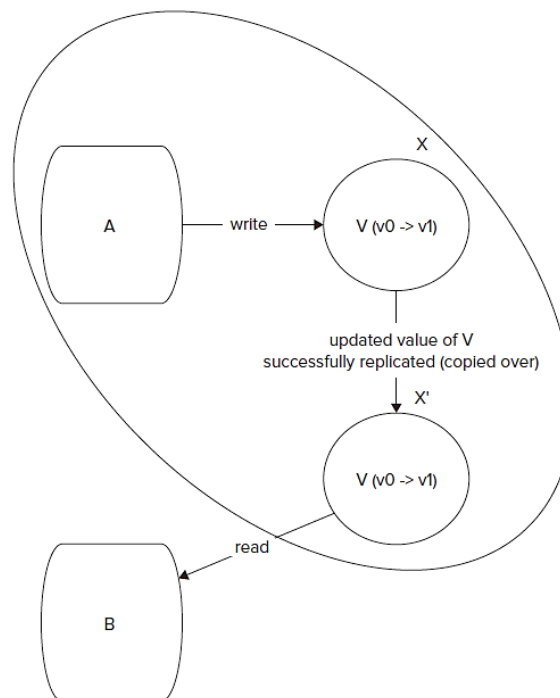 X
A
write
V (v0 -> v1)
updated value of V
successfully replicated (copied over)
X'
V (v0 -> v1)
read
B